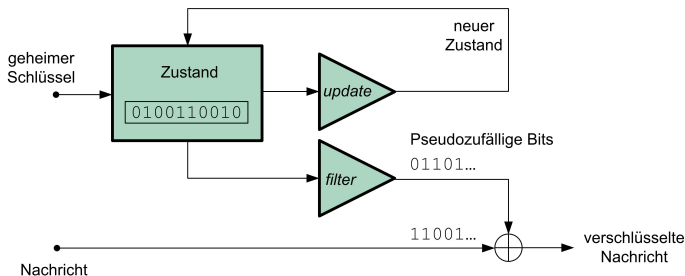 neuer
Zustand
geheimer
Schlüssel
Zustand
0100110010
update
Pseudozufällige Bits
01101...
filter
11001...
verschlüsselte
Nachricht
Nachricht